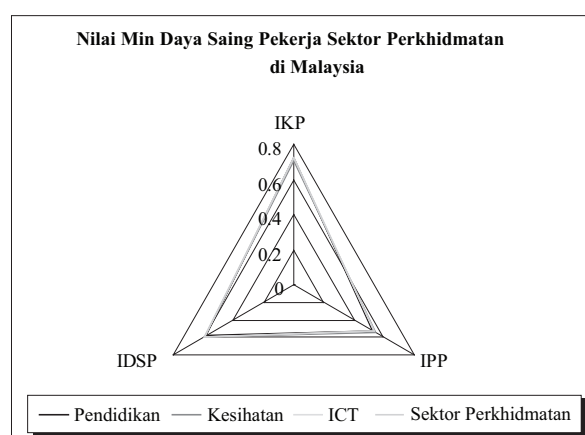 Nilai Min Daya Saing Pekerja Sektor Perkhidmatan
di Malaysia
IKP
0.8
0.6
0.4
0.2
0
IDSP
IPP
Pendidikan Kesihatan ICT Sektor Perkhidmatan